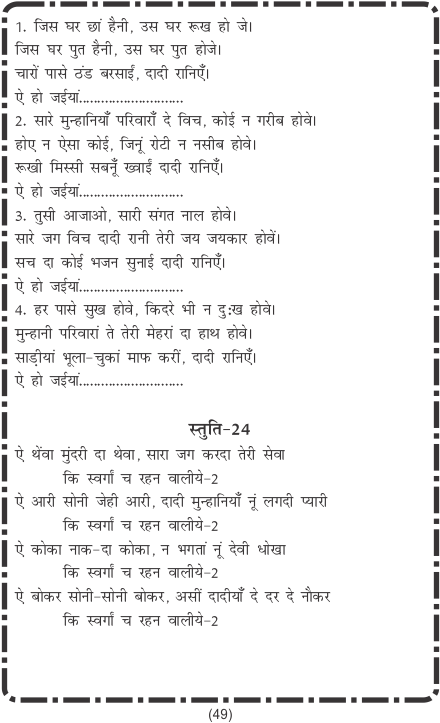 1. जिस घर छां हैनी, उस घर रूख हो जे।
जिस घर पुत हैनी, उस घर पुत होजे।
चारों पासे ठंड बरसाईं, दादी रानिएँ।
ऐ हो जईयां...........................
2. सारे मुन्हानियाँ परिवाराँ दे विच, कोई न गरीब होवे।
होए न ऐसा कोई, जिनूं रोटी न नसीब होवे।
रूखी मिस्सी सबनूँ ख्वाईं दादी रानिएँ।
ऐ हो जईयां...........................
3. तुसी आजाओ, सारी संगत नाल होवे।
सारे जग विच दादी रानी तेरी जय जयकार होवें।
सच दा कोई भजन सुनाई दादी रानिएँ।
ऐ हो जईयां...........................
4. हर पासे सुख होवे, किदरे भी न दुःख होवे।
मुन्हानी परिवारां ते तेरी मेहरां दा हाथ होवे।
साड़ीयां भूला-चुकां माफ करीं, दादी रानिएँ।
ऐ हो जईयां...........................
स्तुति-24
ऐ थेंवा मुंदरी दा थेवा, सारा जग करदा तेरी सेवा
कि स्वर्गां च रहन वालीये-2
ऐ आरी सोनी जेही आरी, दादी मुन्हानियाँ नूं लगदी प्यारी
कि स्वर्गां च रहन वालीये-2
ऐ कोका नाक-दा कोका, न भगतां नूं देवी धोखा
कि स्वर्गां च रहन वालीये-2
ऐ बोकर सोनी-सोनी बोकर, असीं दादीयाँ दे दर दे नौकर
कि स्वर्गां च रहन वालीये-2
(49)